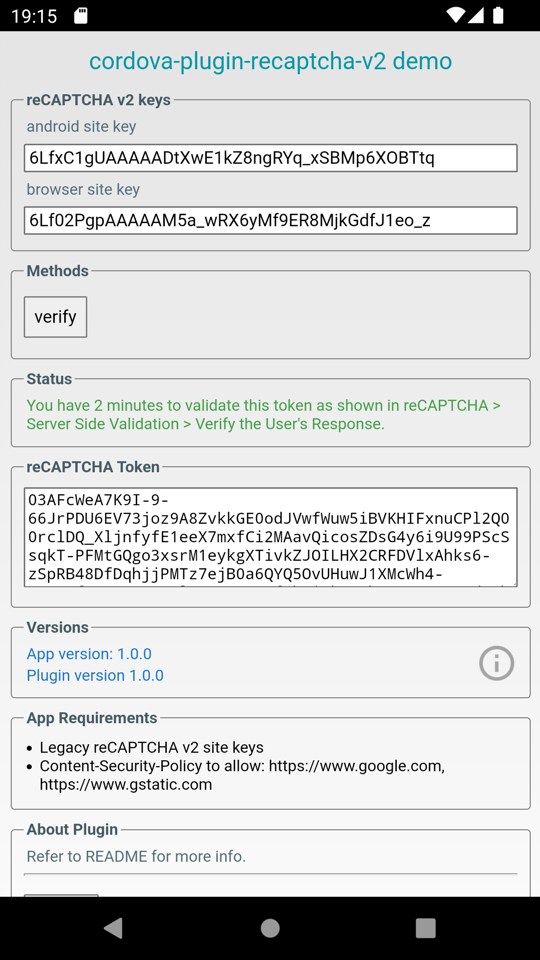 19:15
cordova-plugin-recaptcha-v2 demo
reCAPTCHA v2 keys
android site key
6LfxC1gUAAAAADtXwE1kZ8ngRYq_xSBMp6XOBTtq
browser site key
6Lf02PgpAAAAAM5a_wRX6yMf9ER8MjkGdfJ1eo_z
Methods
verify
Status
You have 2 minutes to validate this token as shown in reCAPTCHA >
Server Side Validation > Verify the User's Response.
reCAPTCHA Token
03AFcWeA7K9I-9-
66JrPDU6EV73joz9A8ZvkkGE0odJVwfWuw5iBVKHIFxnuCPl2Q0
0rclDQ_XljnfyfE1eeX7mxfCi2MAavQicosZDsG4y6i9U99PScS
sqkT-PFMtGQgo3xsrM1eykgXTivkZJOILHX2CRFDVlxAhks6-
zSpRB48DfDqhjjPMTz7ejB0a6QYQ5OvUHuwJ1XMcWh4-
Versions
App version: 1.0.0
Plugin version 1.0.0
App Requirements
• Legacy reCAPTCHA v2 site keys
• Content-Security-Policy to allow: https://www.google.com,
https://www.gstatic.com
About Plugin
Refer to README for more info.